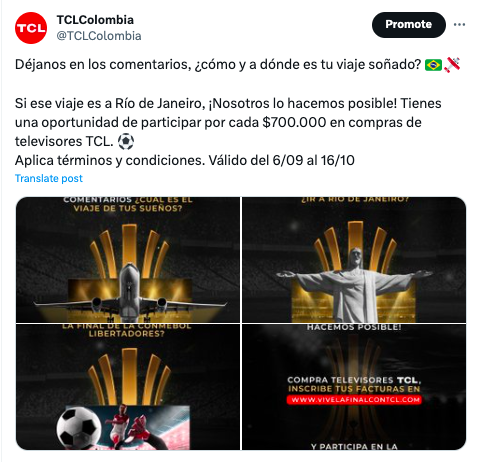 TCL
TCLColombia
@TCLColombia
Promote
Déjanos en los comentarios, ¿cómo y a dónde es tu viaje soñado?
Si ese viaje es a Río de Janeiro, ¡Nosotros lo hacemos posible! Tienes
una oportunidad de participar por cada $700.000 en compras de
televisores TCL.
Aplica términos y condiciones. Válido del 6/09 al 16/10
Translate post
COMENTARIOS ¿CUÁL ES EL
VIAJE DE TUS SUEÑOS?
¿IR A RIO DE JANEIRO?
LA FINAL DE LA CONMEBOL
LIBERTADORES?
HACEMOS POSIBLE!
COMPRA TELEVISORES TCL,
INSCRIBE TUS FACTURAS EN
WWW.VIVELAFINALCONTCL.COM
Y PARTICIPA EN LA